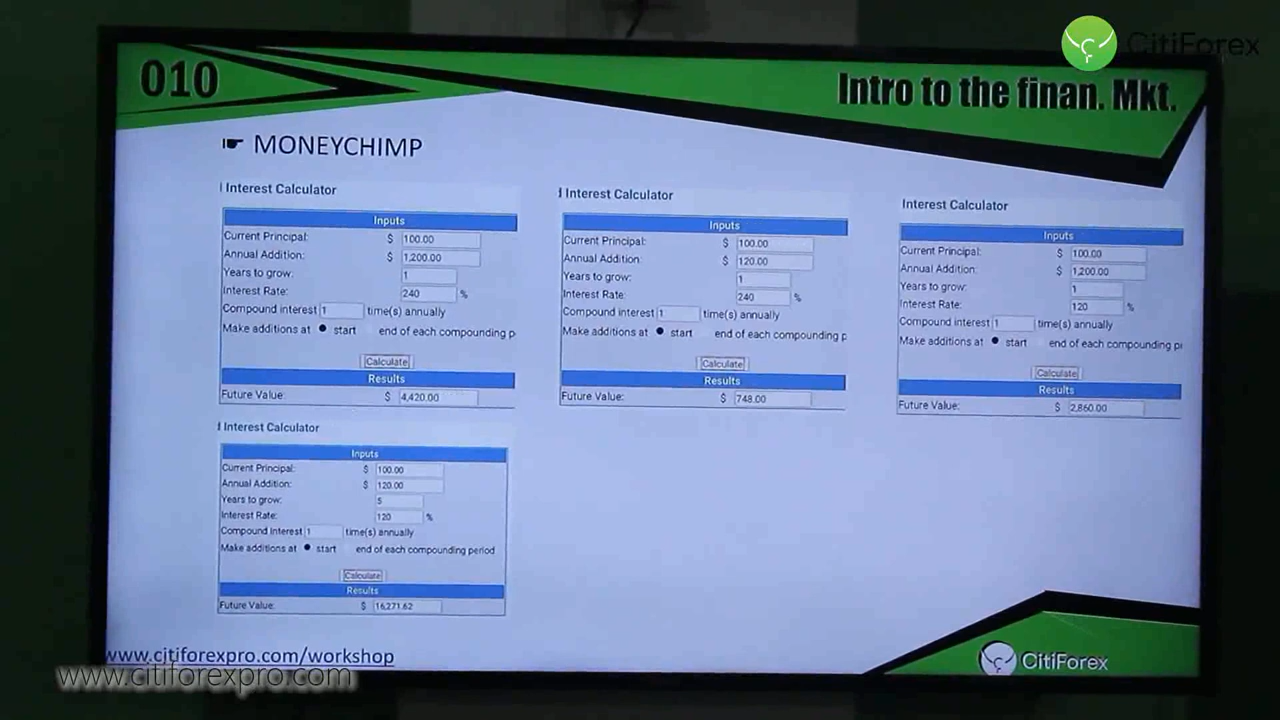 CitiForex
010
Intro to the finan. Mkt.
MONEYCHIMP
Interest Calculator
Inputs
Current Principal: $ 100.00
Annual Addition: $ 1,200.00
Years to grow: 1
Interest Rate: 240 %
Compound interest 1 time(s) annually
Make additions at start end of each compounding p
Calculate
Results
Future Value: $ 4,420.00
Interest Calculator
Inputs
Current Principal: $ 100.00
Annual Addition: $ 120.00
Years to grow: 1
Interest Rate: 240 %
Compound interest 1 time(s) annually
Make additions at start end of each compounding p
Calculate
Results
Future Value: $ 748.00
Interest Calculator
Inputs
Current Principal: $ 100.00
Annual Addition: $ 1,200.00
Years to grow: 1
Interest Rate: 120 %
Compound interest 1 time(s) annually
Make additions at start end of each compounding p
Calculate
Results
Future Value: $ 2,860.00
Interest Calculator
Inputs
Current Principal: $ 100.00
Annual Addition: $ 120.00
Years to grow: 5
Interest Rate: 120 %
Compound Interest 1 time(s) annually
Make additions at start end of each compounding period
Calculate
Results
Future Value: $ 16,271.62
www.citiforexpro.com/workshop
www.citiforexpro.com
CitiForex